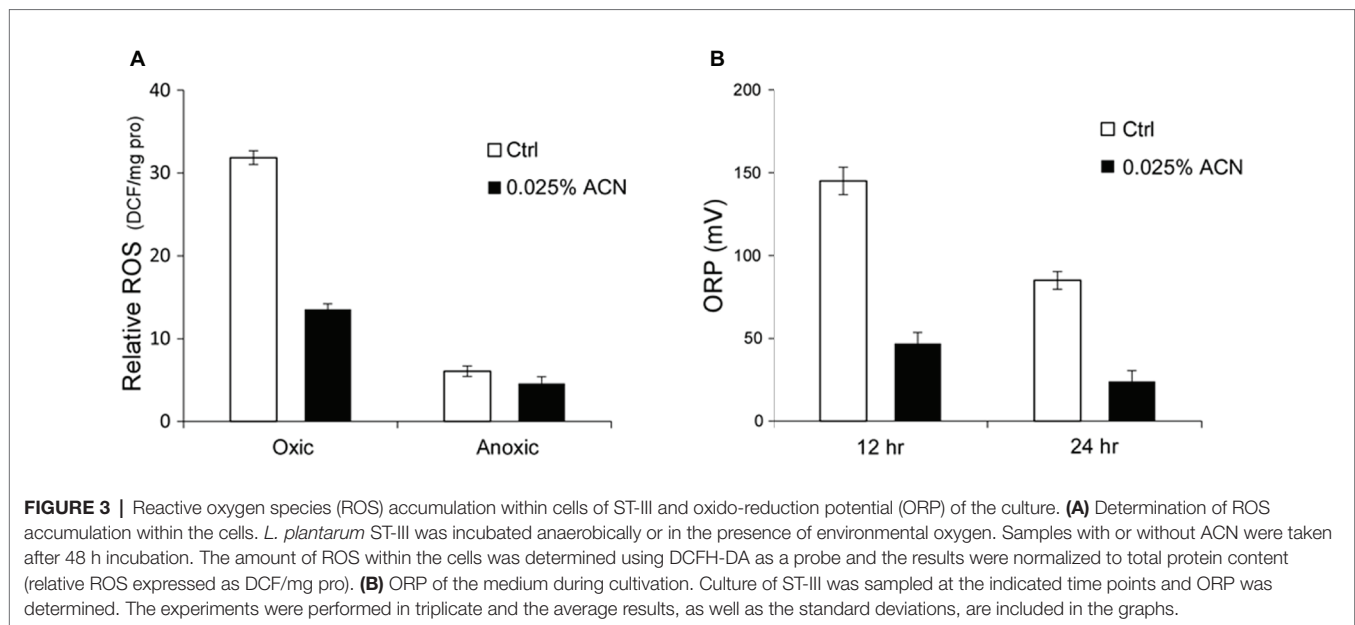 A
40
30
20
10
0
Relative ROS (DCF/mg pro)
Ctrl
0.025% ACN
Oxic
Anoxic
B
200
150
100
50
0
ORP (mV)
Ctrl
0.025% ACN
12 hr
24 hr
FIGURE 3 | Reactive oxygen species (ROS) accumulation within cells of ST-III and oxido-reduction potential (ORP) of the culture. (A) Determination of ROS
accumulation within the cells. L. plantarum ST-III was incubated anaerobically or in the presence of environmental oxygen. Samples with or without ACN were taken
after 48 h incubation. The amount of ROS within the cells was determined using DCFH-DA as a probe and the results were normalized to total protein content
(relative ROS expressed as DCF/mg pro). (B) ORP of the medium during cultivation. Culture of ST-III was sampled at the indicated time points and ORP was
determined. The experiments were performed in triplicate and the average results, as well as the standard deviations, are included in the graphs.